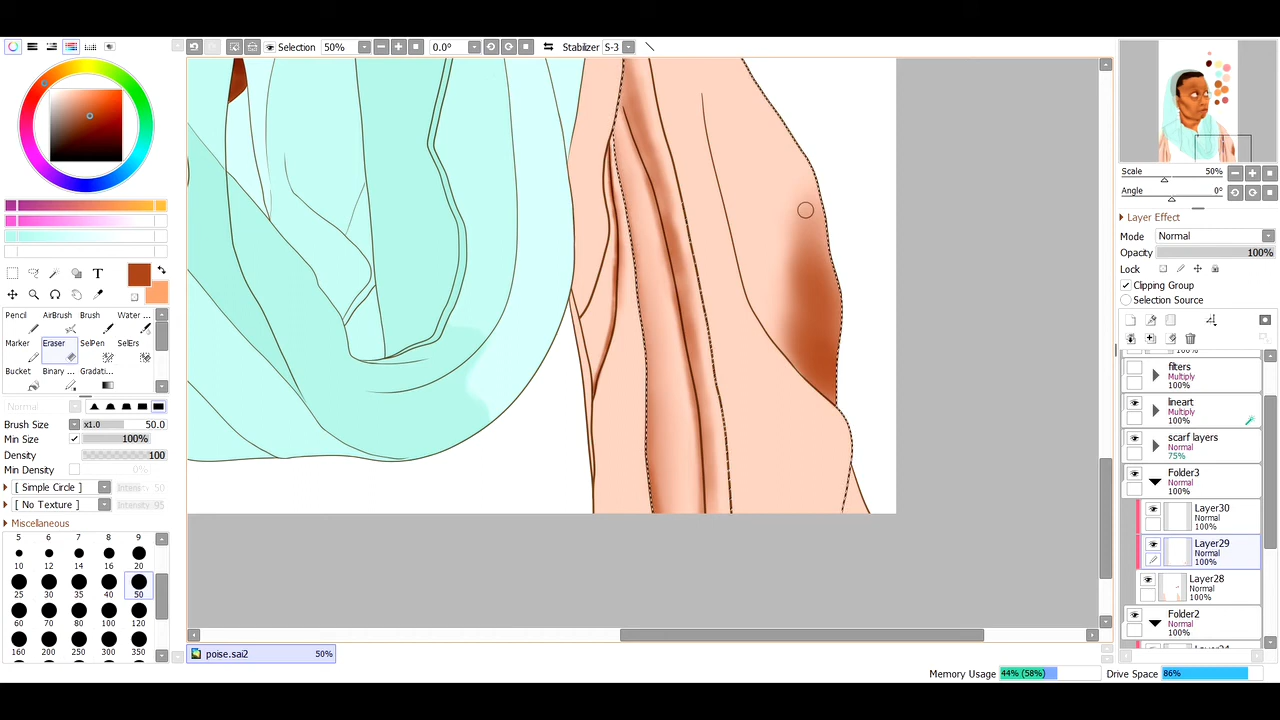 Selection 50% 0.0° Stabilizer S-3
Scale 50%
Angle 0°
Layer Effect
Mode Normal
Opacity 100%
Lock
Clipping Group
Selection Source
T
Pencil AirBrush Brush Water ...
Marker Eraser SelPen SelErs
Bucket Binary ... Gradati...
Normal
Brush Size x1.0 50.0
Min Size 100%
Density 100
Min Density 0%
[ Simple Circle ] Intensity 50
[ No Texture ] Intensity 95
Miscellaneous
5 6 7 8 9
10 12 14 16 20
25 30 35 40 50
60 70 80 100 120
160 200 250 300 350
100%
filters
Multiply
100%
lineart
Multiply
100%
scarf layers
Normal
75%
Folder3
Normal
100%
Layer30
Normal
100%
Layer29
Normal
100%
Layer28
Normal
100%
Folder2
Normal
100%
poise.sai2 50%
Memory Usage 44% (58%) Drive Space 86%